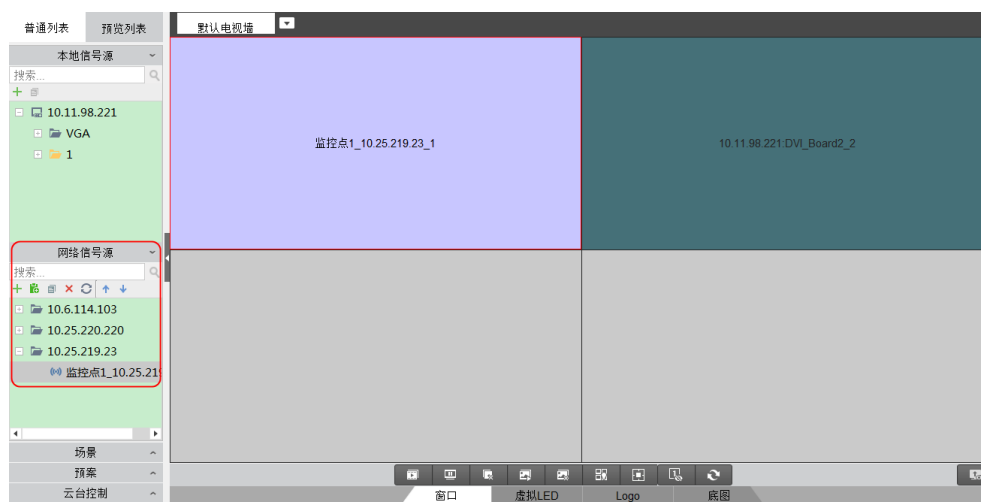 普通列表 预览列表 默认电视墙
本地信号源
搜索...
10.11.98.221
VGA
1
监控点1_10.25.219.23_1
10.11.98.221:DVI_Board2_2
网络信号源
搜索...
10.6.114.103
10.25.220.220
10.25.219.23
监控点1_10.25.219
场景
预案
云台控制
窗口 虚拟LED Logo 底图